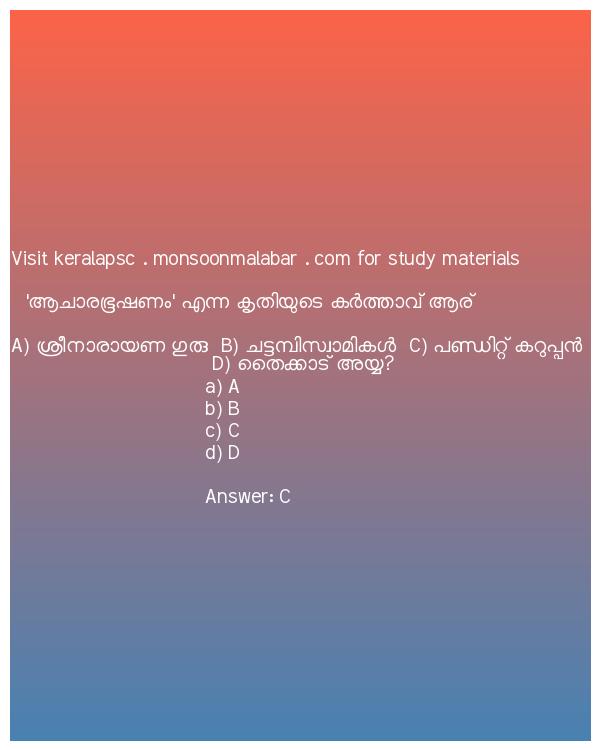 Visit keralapsc . monsoonmalabar . com for study materials
'ആചാരഭൂഷണം' എന്ന കൃതിയുടെ കർത്താവ് ആര്
A) ശ്രീനാരായണ ഗുരു B) ചട്ടമ്പിസ്വാമികൾ C) പണ്ഡിറ്റ് കറുപ്പൻ
D) തൈക്കാട് അയ്യ?
a) A
b) B
c) C
d) D
Answer: C